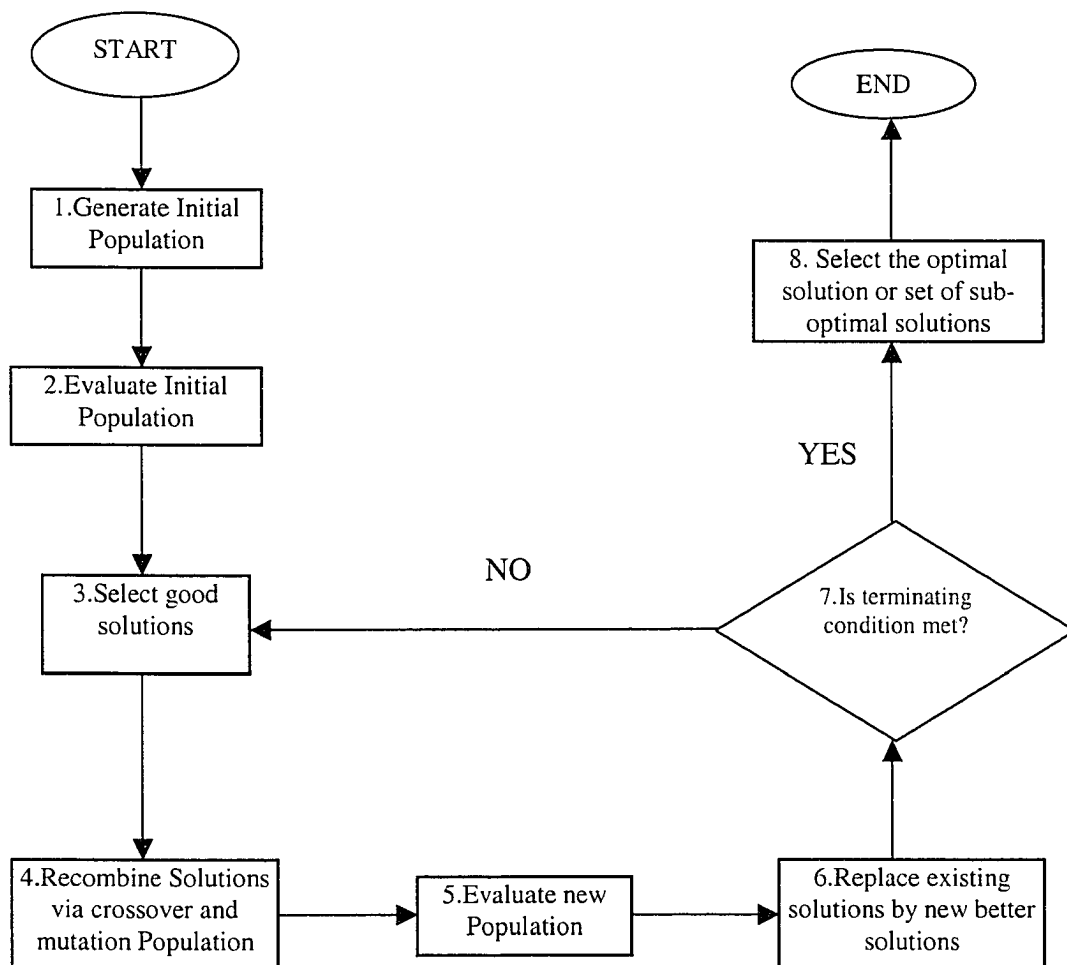 START
1.Generate Initial
Population
2.Evaluate Initial
Population
3.Select good
solutions
4.Recombine Solutions
via crossover and
mutation Population
5.Evaluate new
Population
6.Replace existing
solutions by new better
solutions
7.Is terminating
condition met?
NO
YES
8. Select the optimal
solution or set of sub-
optimal solutions
END